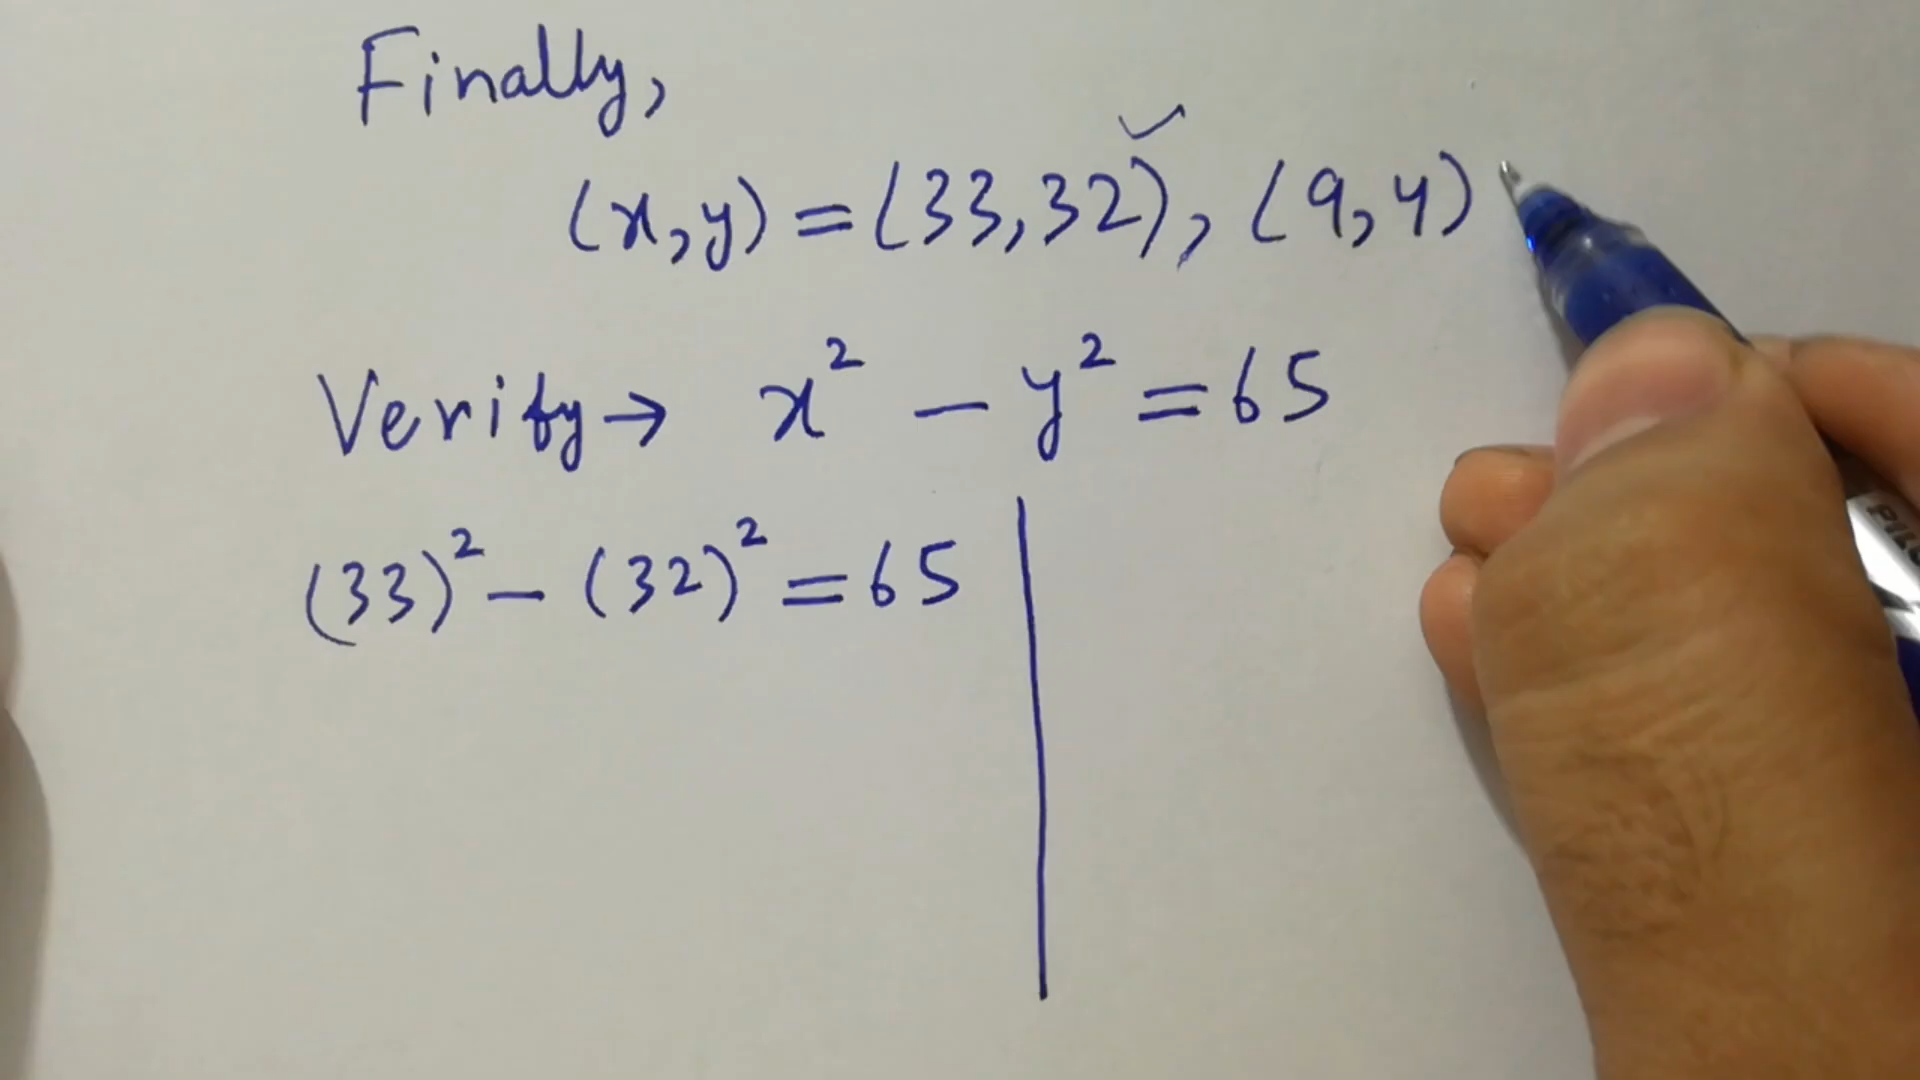 Finally,
(x,y) = (33,32), (9,4)
Verify → x² − y² = 65
(33)² − (32)² = 65